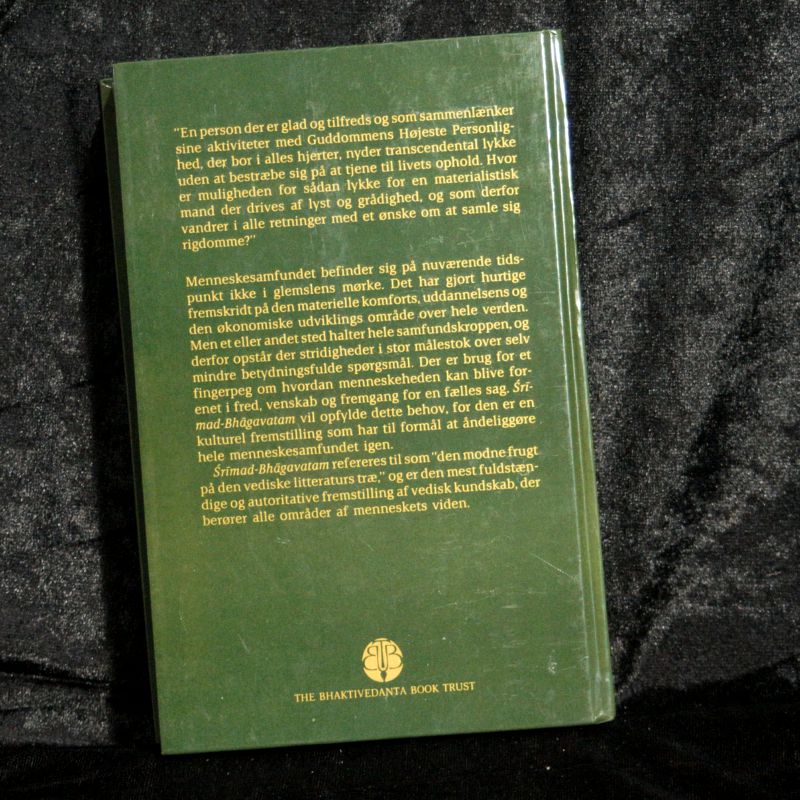 "En person der er glad og tilfreds og som sammenlænker
sine aktiviteter med Guddommens Højeste Personlig-
hed, der bor i alles hjerter, nyder transcendental lykke
uden at bestræbe sig på at tjene til livets ophold. Hvor
er muligheden for sådan lykke for en materialistisk
mand der drives af lyst og grådighed, og som derfor
vandrer i alle retninger med et ønske om at samle sig
rigdomme?"
Menneskesamfundet befinder sig på nuværende tids-
punkt ikke i glemslens mørke. Det har gjort hurtige
fremskridt på den materielle komforts, uddannelsens og
den økonomiske udviklings område over hele verden.
Men et eller andet sted halter hele samfundskroppen, og
derfor opstår der stridigheder i stor målestok over selv
mindre betydningsfulde spørgsmål. Der er brug for et
fingerpeg om hvordan menneskeheden kan blive for-
enet i fred, venskab og fremgang for en fælles sag. Śrī-
mad-Bhāgavatam vil opfylde dette behov, for den er en
kulturel fremstilling som har til formål at åndeliggøre
hele menneskesamfundet igen.
Śrīmad-Bhāgavatam refereres til som "den modne frugt
på den vediske litteraturs træ," og er den mest fuldstæn-
dige og autoritative fremstilling af vedisk kundskab, der
berører alle områder af menneskets viden.
BTB
THE BHAKTIVEDANTA BOOK TRUST